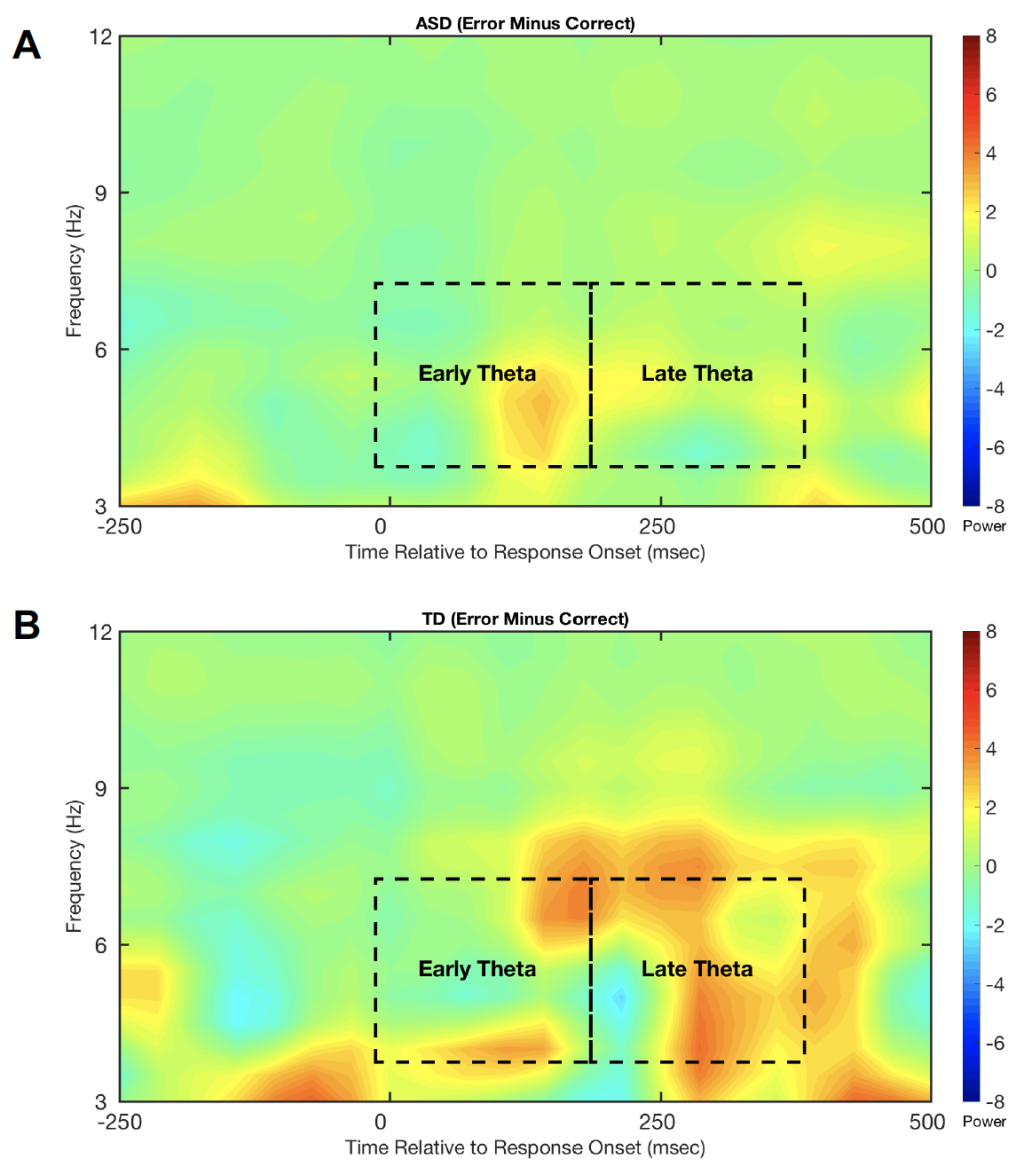 A
ASD (Error Minus Correct)
12
9
6
3
Frequency (Hz)
Early Theta
Late Theta
-250
0
250
500
Time Relative to Response Onset (msec)
8
6
4
2
0
-2
-4
-6
-8
Power
B
TD (Error Minus Correct)
12
9
6
3
Frequency (Hz)
Early Theta
Late Theta
-250
0
250
500
Time Relative to Response Onset (msec)
8
6
4
2
0
-2
-4
-6
-8
Power